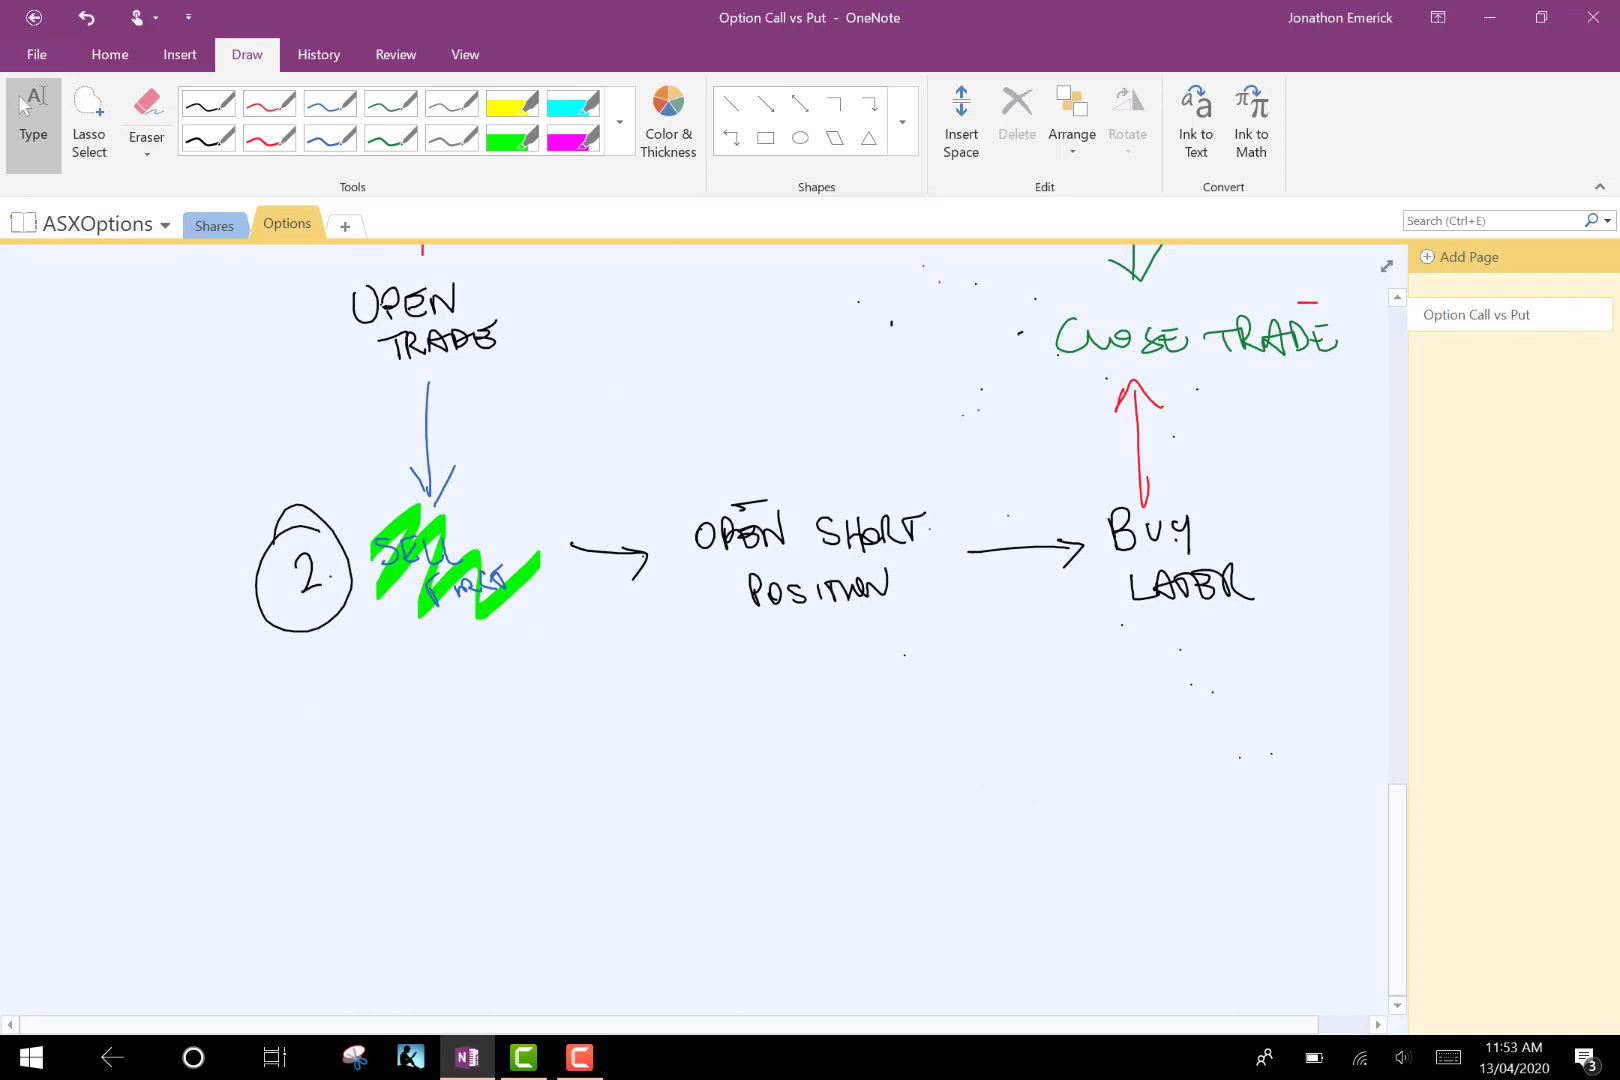 Option Call vs Put - OneNote
Jonathon Emerick
File
Home
Insert
Draw
History
Review
View
Type
Lasso
Select
Eraser
Color &
Thickness
Insert
Space
Delete
Arrange
Rotate
Ink to
Text
Ink to
Math
Tools
Shapes
Edit
Convert
ASXOptions
Shares
Options
Search (Ctrl+E)
Add Page
Option Call vs Put
OPEN
TRADE
CLOSE TRADE
2.
SELL
FIRST
OPEN SHORT
POSITION
BUY
LATER
11:53 AM
13/04/2020
3